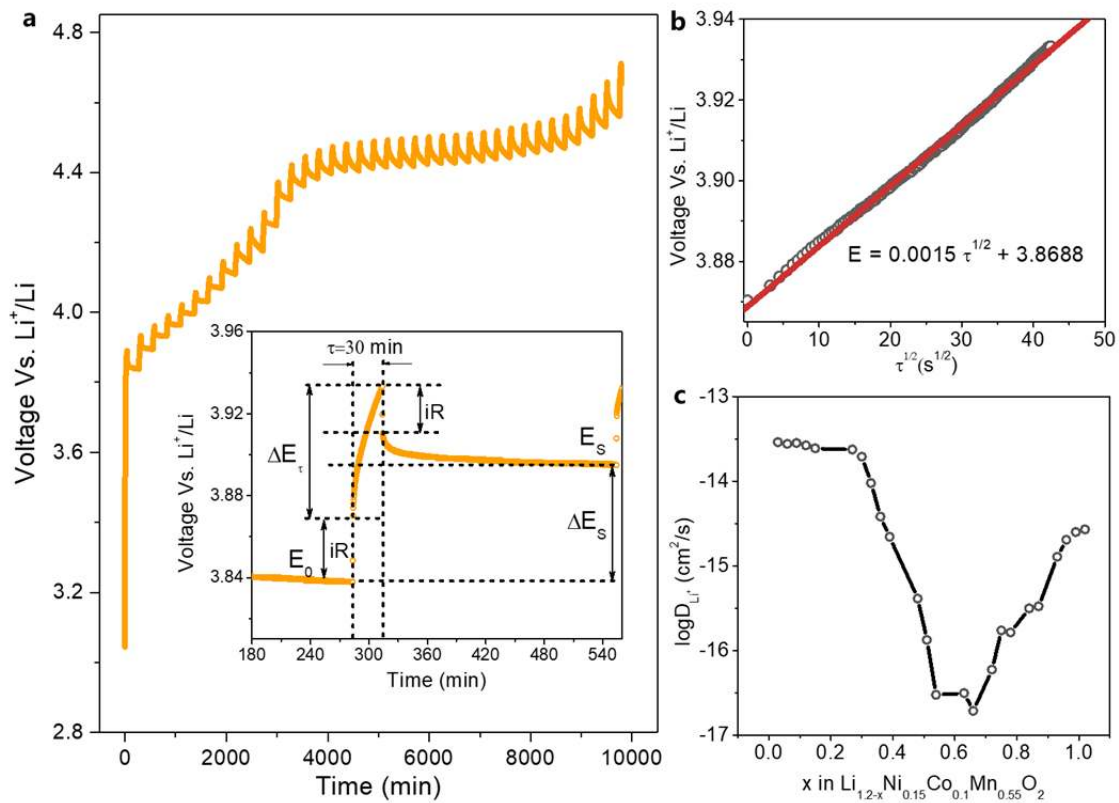 a
Voltage Vs. Li⁺/Li
4.8
4.4
4.0
3.6
3.2
2.8
0
2000
4000
6000
8000
10000
Time (min)
τ=30 min
Voltage Vs. Li⁺/Li
3.96
3.92
3.88
3.84
180
240
300
360
420
480
540
Time (min)
ΔEτ
iR
E₀
iR
iR
Eₛ
ΔEₛ
b
Voltage Vs. Li⁺/Li
3.94
3.92
3.90
3.88
E = 0.0015 τ^1/2 + 3.8688
0
10
20
30
40
50
τ^1/2(s^1/2)
c
logD_Li⁺ (cm²/s)
-13
-14
-15
-16
-17
0.0
0.2
0.4
0.6
0.8
1.0
x in Li₁.₂₋ₓNi₀.₁₅Co₀.₁Mn₀.₅₅O₂